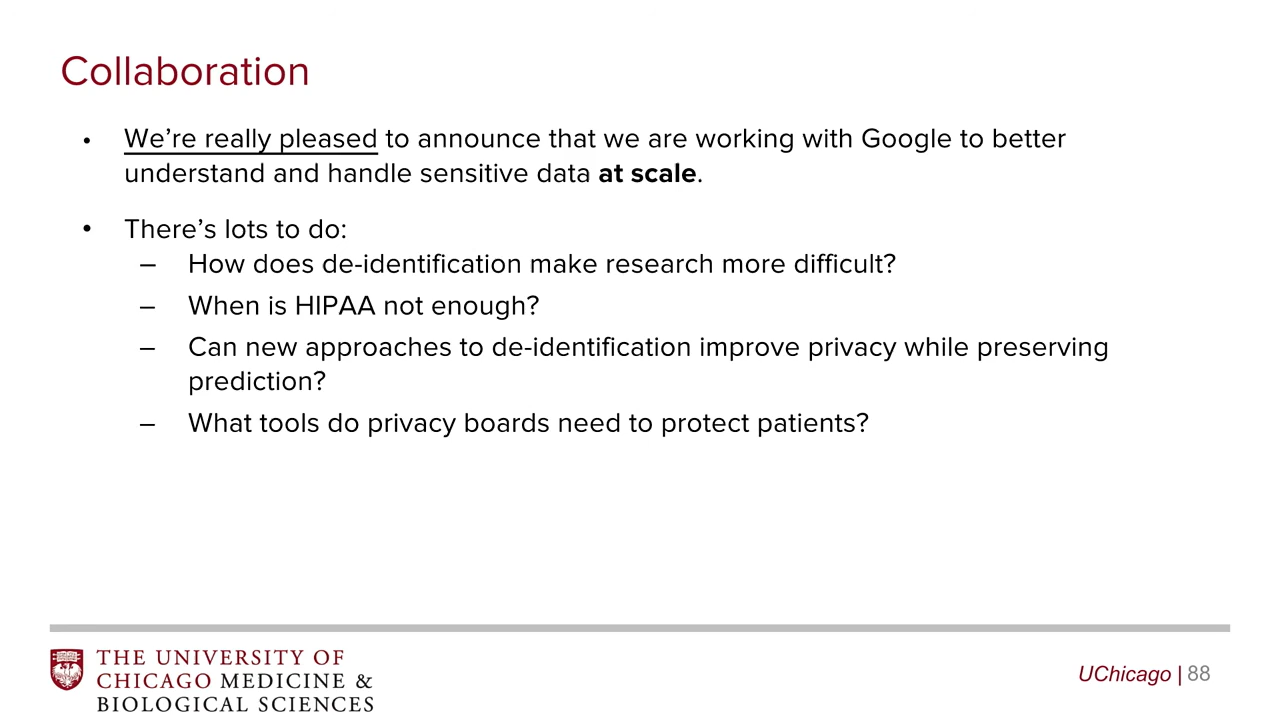 Collaboration
• We’re really pleased to announce that we are working with Google to better
understand and handle sensitive data at scale.
• There’s lots to do:
– How does de-identification make research more difficult?
– When is HIPAA not enough?
– Can new approaches to de-identification improve privacy while preserving
prediction?
– What tools do privacy boards need to protect patients?
THE UNIVERSITY OF
CHICAGO MEDICINE &
BIOLOGICAL SCIENCES
UChicago | 88